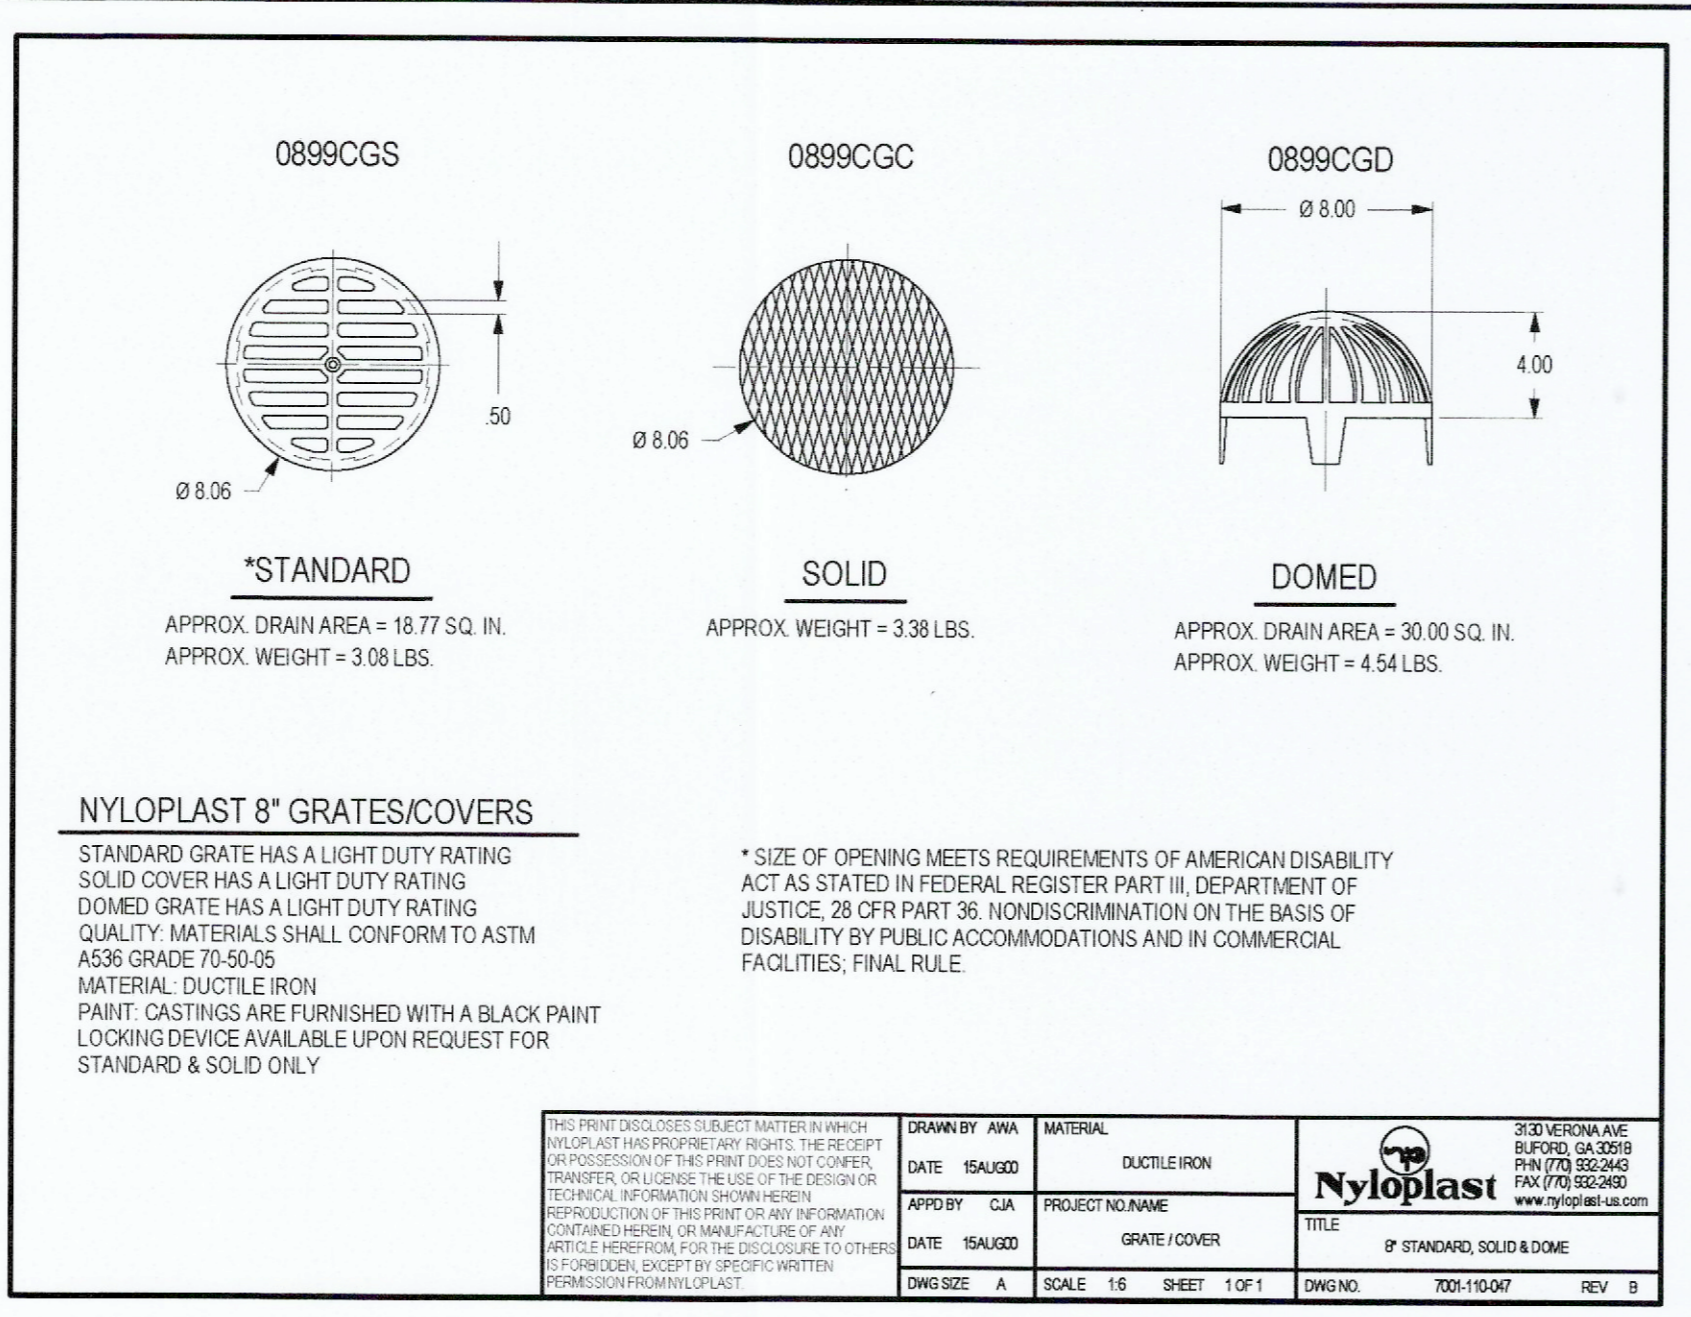 0899CGS
0899CGC
0899CGD
Ø 8.00
4.00
.50
Ø 8.06
Ø 8.06
*STANDARD
APPROX. DRAIN AREA = 18.77 SQ. IN.
APPROX. WEIGHT = 3.08 LBS.
SOLID
APPROX. WEIGHT = 3.38 LBS.
DOMED
APPROX. DRAIN AREA = 30.00 SQ. IN.
APPROX. WEIGHT = 4.54 LBS.
NYLOPLAST 8" GRATES/COVERS
STANDARD GRATE HAS A LIGHT DUTY RATING
SOLID COVER HAS A LIGHT DUTY RATING
DOMED GRATE HAS A LIGHT DUTY RATING
QUALITY: MATERIALS SHALL CONFORM TO ASTM
A536 GRADE 70-50-05
MATERIAL: DUCTILE IRON
PAINT: CASTINGS ARE FURNISHED WITH A BLACK PAINT
LOCKING DEVICE AVAILABLE UPON REQUEST FOR
STANDARD & SOLID ONLY
* SIZE OF OPENING MEETS REQUIREMENTS OF AMERICAN DISABILITY
ACT AS STATED IN FEDERAL REGISTER PART III, DEPARTMENT OF
JUSTICE, 28 CFR PART 36. NONDISCRIMINATION ON THE BASIS OF
DISABILITY BY PUBLIC ACCOMMODATIONS AND IN COMMERCIAL
FACILITIES; FINAL RULE.
THIS PRINT DISCLOSES SUBJECT MATTER IN WHICH
NYLOPLAST HAS PROPRIETARY RIGHTS. THE RECEIPT
OR POSSESSION OF THIS PRINT DOES NOT CONFER,
TRANSFER, OR LICENSE THE USE OF THE DESIGN OR
TECHNICAL INFORMATION SHOWN HEREIN
REPRODUCTION OF THIS PRINT OR ANY INFORMATION
CONTAINED HEREIN, OR MANUFACTURE OF ANY
ARTICLE HEREFROM, FOR THE DISCLOSURE TO OTHERS
IS FORBIDDEN, EXCEPT BY SPECIFIC WRITTEN
PERMISSION FROM NYLOPLAST.
DRAWN BY AWA
DATE 15AUG00
APPD BY CJA
DATE 15AUG00
DWG SIZE A
MATERIAL
DUCTILE IRON
PROJECT NO./NAME
GRATE / COVER
SCALE 1:6 SHEET 1 OF 1
Nyloplast
3130 VERONA AVE
BUFORD, GA 30518
PHN (770) 932-2443
FAX (770) 932-2490
www.nyloplast-us.com
TITLE
8" STANDARD, SOLID & DOME
DWG NO. 7001-110-047 REV B